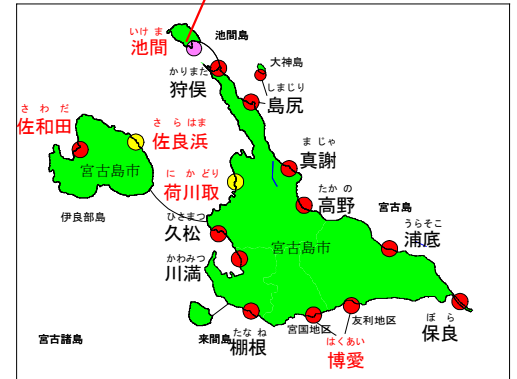 いけま
池間
池間島
かりまた
狩俣
大神島
しまじり
島尻
さわだ
佐和田
さらはま
佐良浜
宮古島市
伊良部島
にかどり
荷川取
まじゃ
真謝
たかの
高野
宮古島
うらそこ
浦底
ひさまつ
久松
かわみつ
川満
宮古島市
来間島
たなね
棚根
宮国地区
友利地区
はくあい
博愛
ぼら
保良
宮古諸島